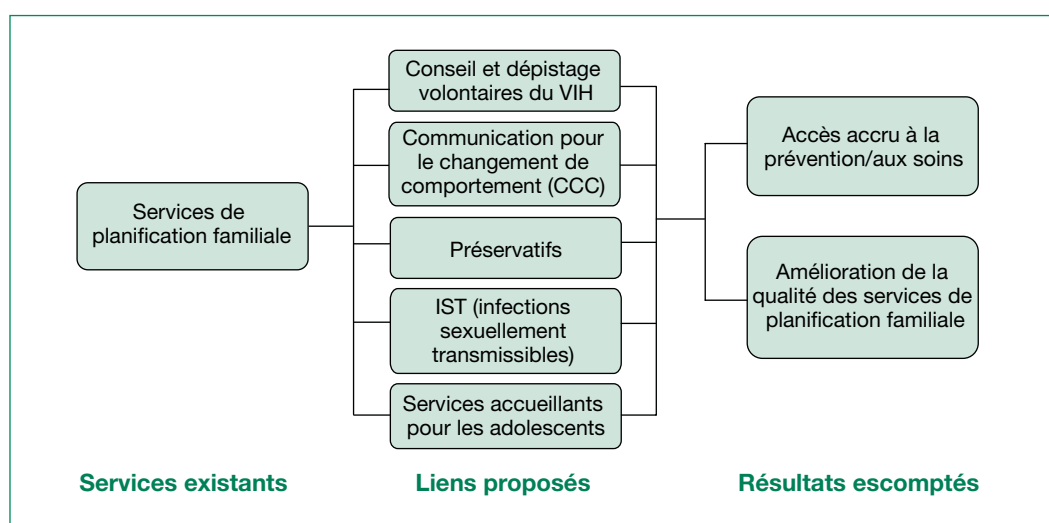 Services de
planification familiale
Conseil et dépistage
volontaires du VIH
Communication pour
le changement de
comportement (CCC)
Préservatifs
IST (infections
sexuellement
transmissibles)
Services accueillants
pour les adolescents
Accès accru à la
prévention/aux soins
Amélioration de la
qualité des services de
planification familiale
Services existants
Liens proposés
Résultats escomptés